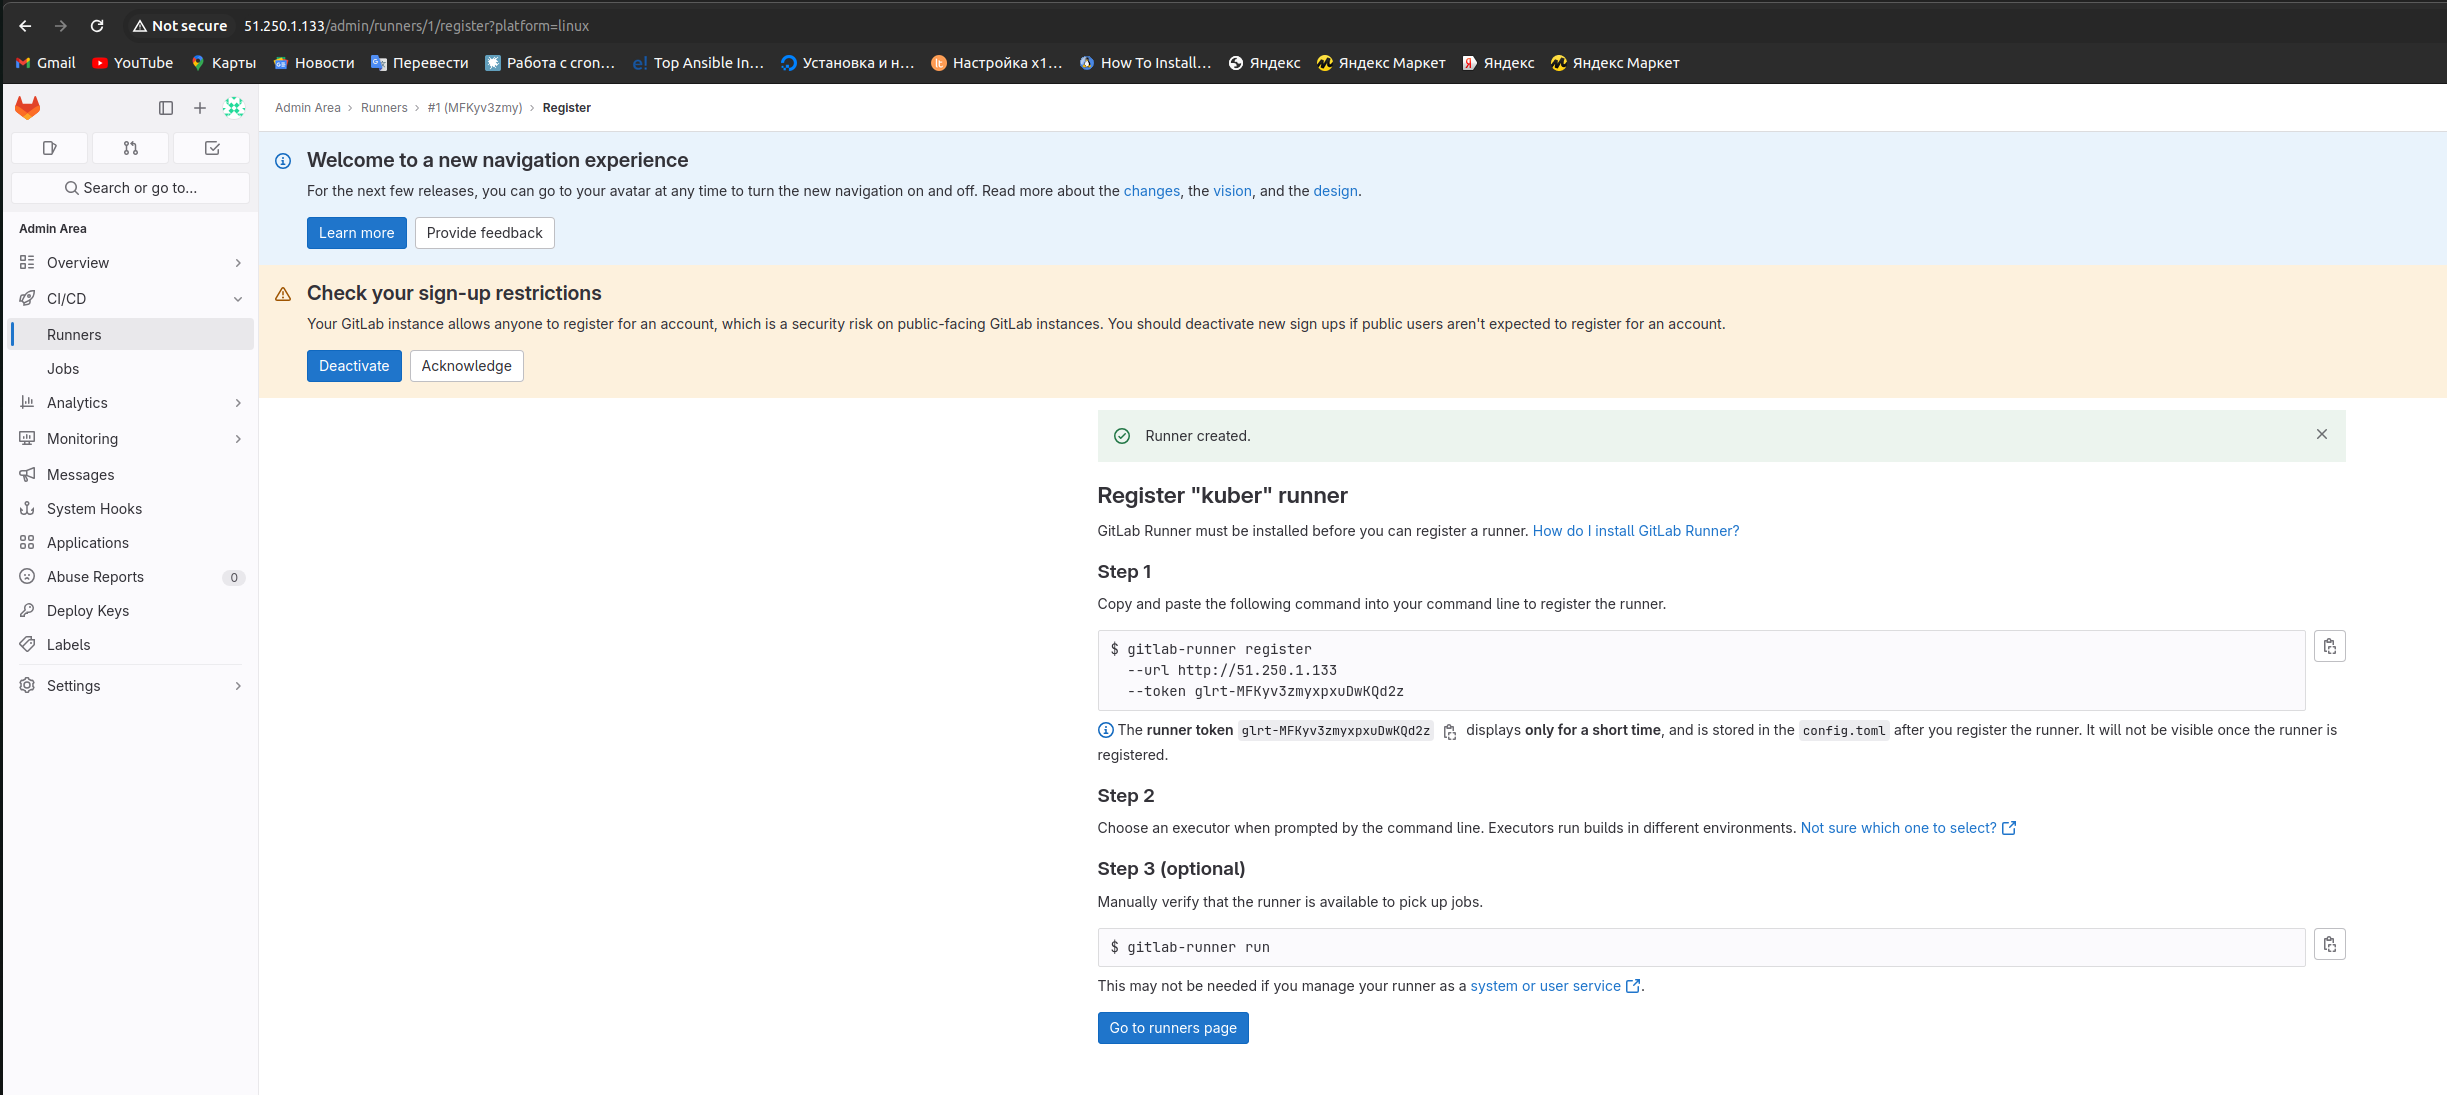 Not secure 51.250.1.133/admin/runners/1/register?platform=linux
Gmail YouTube Карты Новости Перевести Работа с cron... Top Ansible In... Установка и н... Настройка x1... How To Install... Яндекс Яндекс Маркет Яндекс Яндекс Маркет
Admin Area › Runners › #1 (MFKyv3zmy) › Register
Search or go to...
Admin Area
Overview
CI/CD
Runners
Jobs
Analytics
Monitoring
Messages
System Hooks
Applications
Abuse Reports 0
Deploy Keys
Labels
Settings
Welcome to a new navigation experience
For the next few releases, you can go to your avatar at any time to turn the new navigation on and off. Read more about the changes, the vision, and the design.
Learn more Provide feedback
Check your sign-up restrictions
Your GitLab instance allows anyone to register for an account, which is a security risk on public-facing GitLab instances. You should deactivate new sign ups if public users aren't expected to register for an account.
Deactivate Acknowledge
Runner created.
Register "kuber" runner
GitLab Runner must be installed before you can register a runner. How do I install GitLab Runner?
Step 1
Copy and paste the following command into your command line to register the runner.
$ gitlab-runner register
--url http://51.250.1.133
--token glrt-MFKyv3zmyxpxuDwKQd2z
The runner token glrt-MFKyv3zmyxpxuDwKQd2z displays only for a short time, and is stored in the config.toml after you register the runner. It will not be visible once the runner is
registered.
Step 2
Choose an executor when prompted by the command line. Executors run builds in different environments. Not sure which one to select?
Step 3 (optional)
Manually verify that the runner is available to pick up jobs.
$ gitlab-runner run
This may not be needed if you manage your runner as a system or user service.
Go to runners page